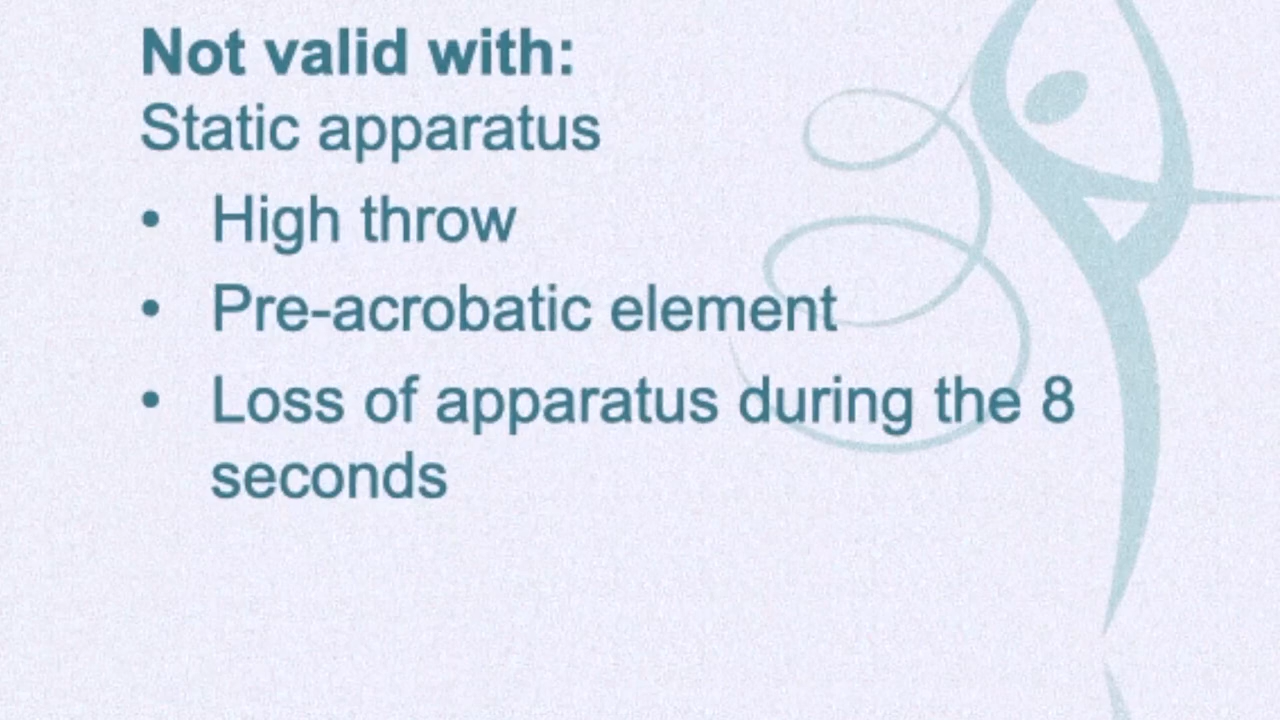 Not valid with:
Static apparatus
• High throw
• Pre-acrobatic element
• Loss of apparatus during the 8
seconds